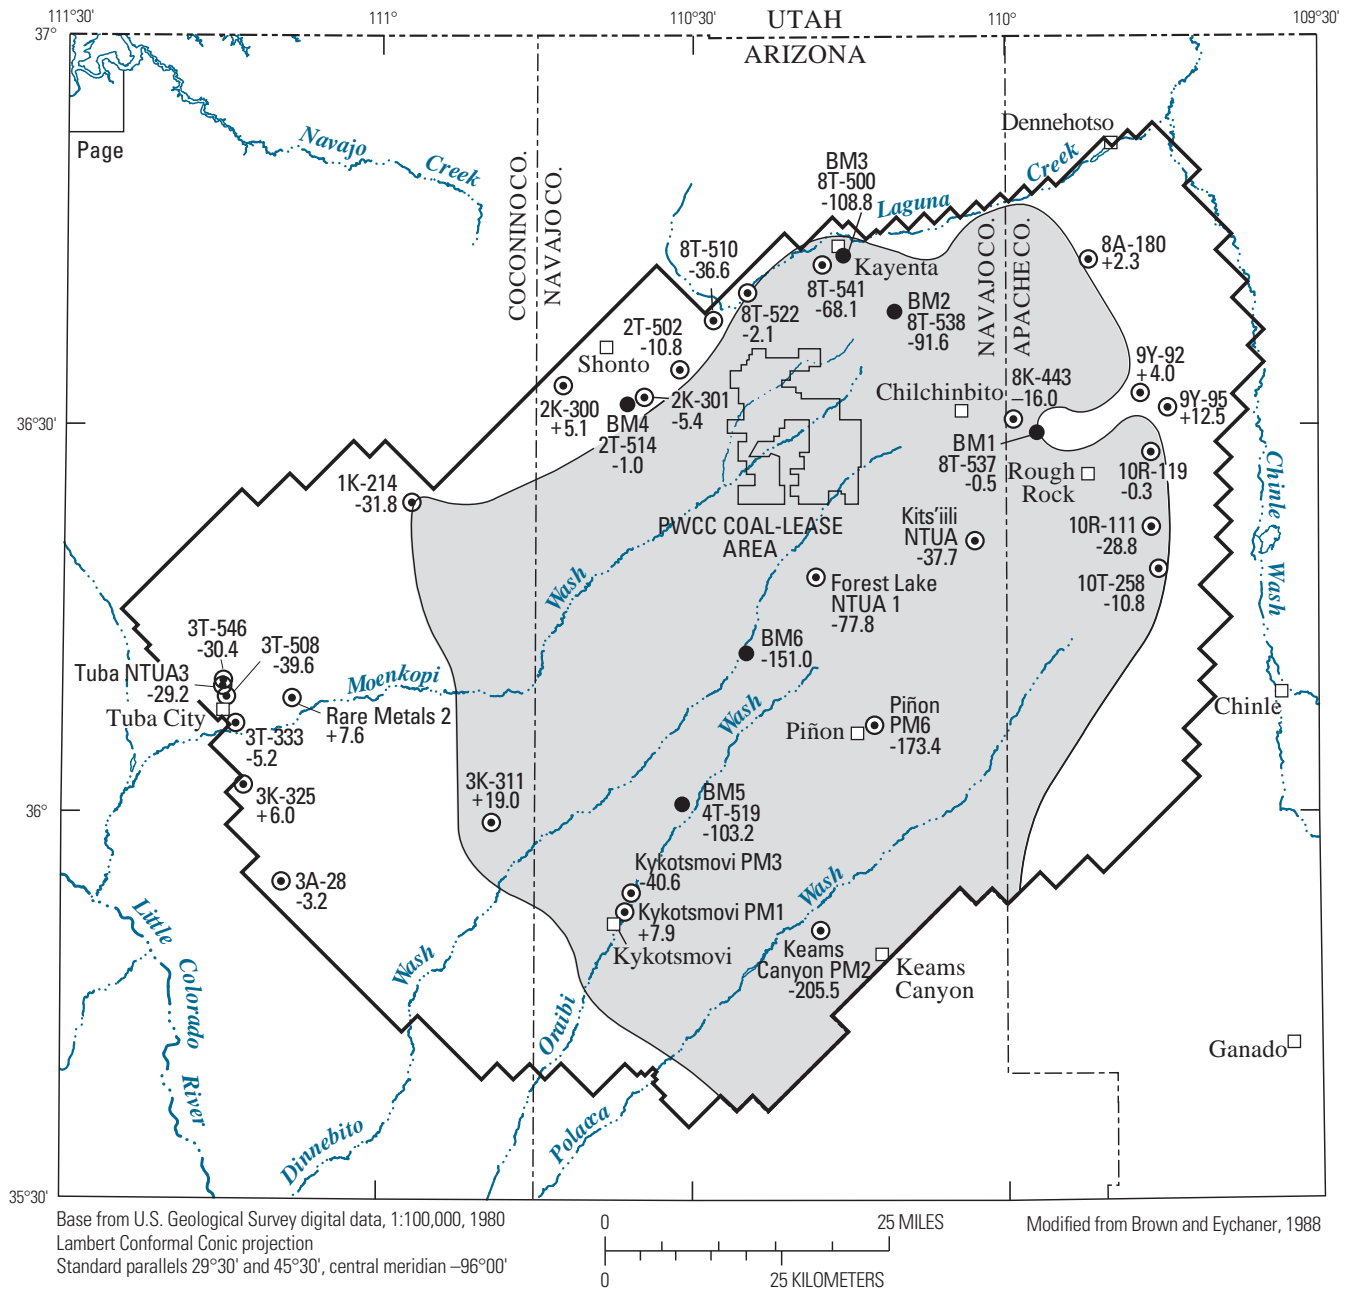 111°30'
111°
110°30'
110°
109°30'
37°
UTAH
ARIZONA
Page
Navajo
Creek
COCONINO CO.
NAVAJO CO.
Dennehotso
Creek
Laguna
BM3
8T-500
-108.8
NAVAJO CO.
APACHE CO.
8A-180
+2.3
8T-510
-36.6
Kayenta
8T-541
-68.1
8T-522
-2.1
BM2
8T-538
-91.6
2T-502
-10.8
Shonto
9Y-92
+4.0
9Y-95
+12.5
8K-443
–16.0
Chilchinbito
2K-300
+5.1
2K-301
-5.4
BM4
2T-514
-1.0
36°30'
BM1
8T-537
-0.5
Rough
Rock
10R-119
-0.3
1K-214
-31.8
PWCC COAL-LEASE
AREA
Kits'iili
NTUA
-37.7
10R-111
-28.8
10T-258
-10.8
Chinle
Wash
Wash
Forest Lake
NTUA 1
-77.8
3T-546
-30.4
3T-508
-39.6
Tuba NTUA3
-29.2
Tuba City
Moenkopi
Rare Metals 2
+7.6
BM6
-151.0
Wash
Chinle
3T-333
-5.2
Piñon
Piñon
PM6
-173.4
3K-325
+6.0
3K-311
+19.0
BM5
4T-519
-103.2
36°
3A-28
-3.2
Kykotsmovi PM3
-40.6
Kykotsmovi PM1
+7.9
Kykotsmovi
Wash
Keams
Canyon PM2
-205.5
Keams
Canyon
Little
Colorado
River
Wash
Oraibi
Ganado
Dinnebito
Polacca
35°30'
Base from U.S. Geological Survey digital data, 1:100,000, 1980
Lambert Conformal Conic projection
Standard parallels 29°30' and 45°30', central meridian –96°00'
0
25 MILES
0
25 KILOMETERS
Modified from Brown and Eychaner, 1988